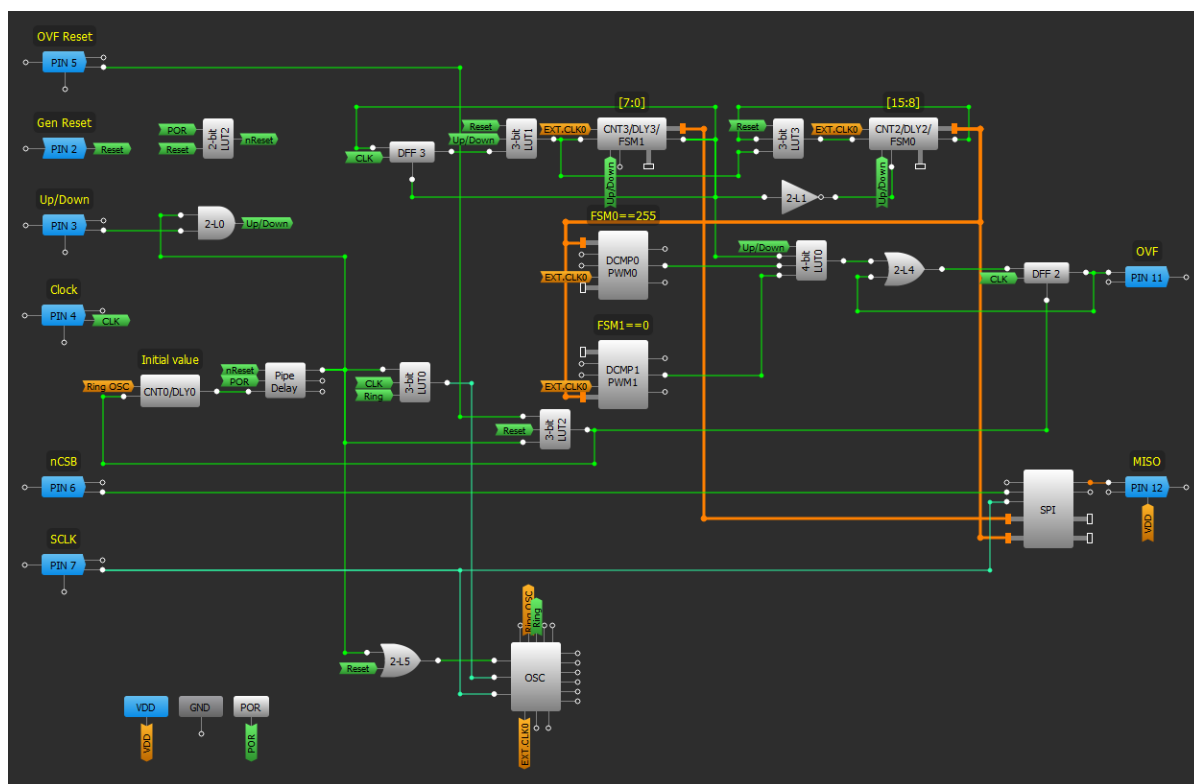 OVF Reset
PIN 5
[7:0]
[15:8]
Gen Reset
PIN 2
Reset
POR
Reset
2-bit
LUT2
nReset
CLK
DFF 3
Reset
Up/Down
3-bit
LUT1
EXT.CLK0
CNT3/DLY3/
FSM1
Up/Down
Reset
3-bit
LUT3
EXT.CLK0
CNT2/DLY2/
FSM0
Up/Down
2-L1
Up/Down
PIN 3
2-L0
Up/Down
FSM0==255
DCMP0
PWM0
EXT.CLK0
Up/Down
4-bit
LUT0
2-L4
CLK
DFF 2
OVF
PIN 11
Clock
PIN 4
CLK
FSM1==0
DCMP1
PWM1
EXT.CLK0
Initial value
Ring OSC
CNT0/DLY0
nReset
POR
Pipe
Delay
CLK
Ring
3-bit
LUT0
Reset
3-bit
LUT2
nCSB
PIN 6
SPI
MISO
PIN 12
VDD
SCLK
PIN 7
Ring OSC
Ring
Reset
2-L5
OSC
EXT.CLK0
VDD
GND
POR
VDD
POR